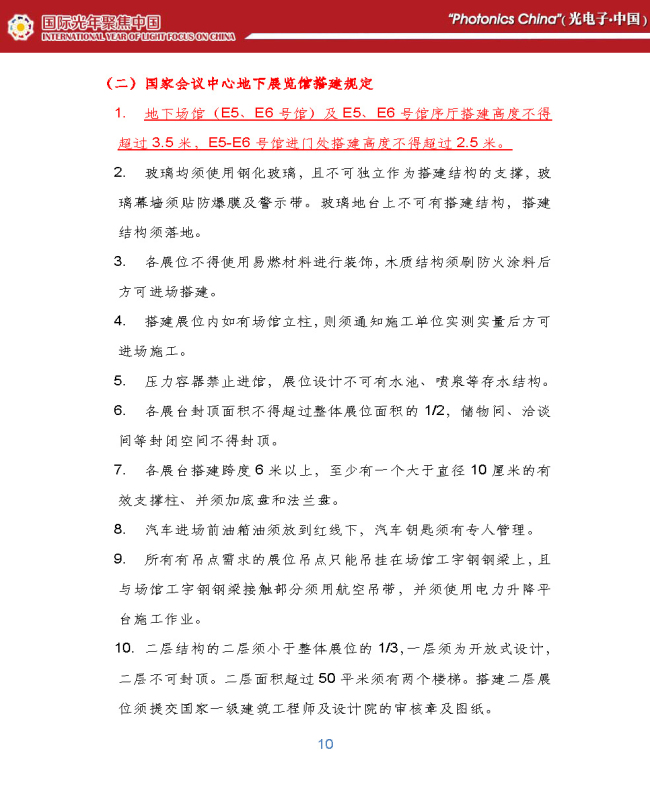 国际光年聚焦中国
INTERNATIONAL YEAR OF LIGHT FOCUS ON CHINA
“Photonics China”(光电子·中国)
（二）国家会议中心地下展览馆搭建规定
1. 地下场馆（E5、E6 号馆）及 E5、E6 号馆序厅搭建高度不得
超过 3.5 米，E5-E6 号馆进门处搭建高度不得超过 2.5 米。
2. 玻璃均须使用钢化玻璃，且不可独立作为搭建结构的支撑，玻
璃幕墙须贴防爆膜及警示带。玻璃地台上不可有搭建结构，搭建
结构须落地。
3. 各展位不得使用易燃材料进行装饰，木质结构须刷防火涂料后
方可进场搭建。
4. 搭建展位内如有场馆立柱，则须通知施工单位实测实量后方可
进场施工。
5. 压力容器禁止进馆，展位设计不可有水池、喷泉等存水结构。
6. 各展台封顶面积不得超过整体展位面积的 1/2，储物间、洽谈
间等封闭空间不得封顶。
7. 各展台搭建跨度 6 米以上，至少有一个大于直径 10 厘米的有
效支撑柱、并须加底盘和法兰盘。
8. 汽车进场前油箱油须放到红线下，汽车钥匙须有专人管理。
9. 所有有吊点需求的展位吊点只能吊挂在场馆工字钢钢梁上，且
与场馆工字钢钢梁接触部分须用航空吊带，并须使用电力升降平
台施工作业。
10. 二层结构的二层须小于整体展位的 1/3，一层须为开放式设计，
二层不可封顶。二层面积超过 50 平米须有两个楼梯。搭建二层展
位须提交国家一级建筑工程师及设计院的审核章及图纸。
10